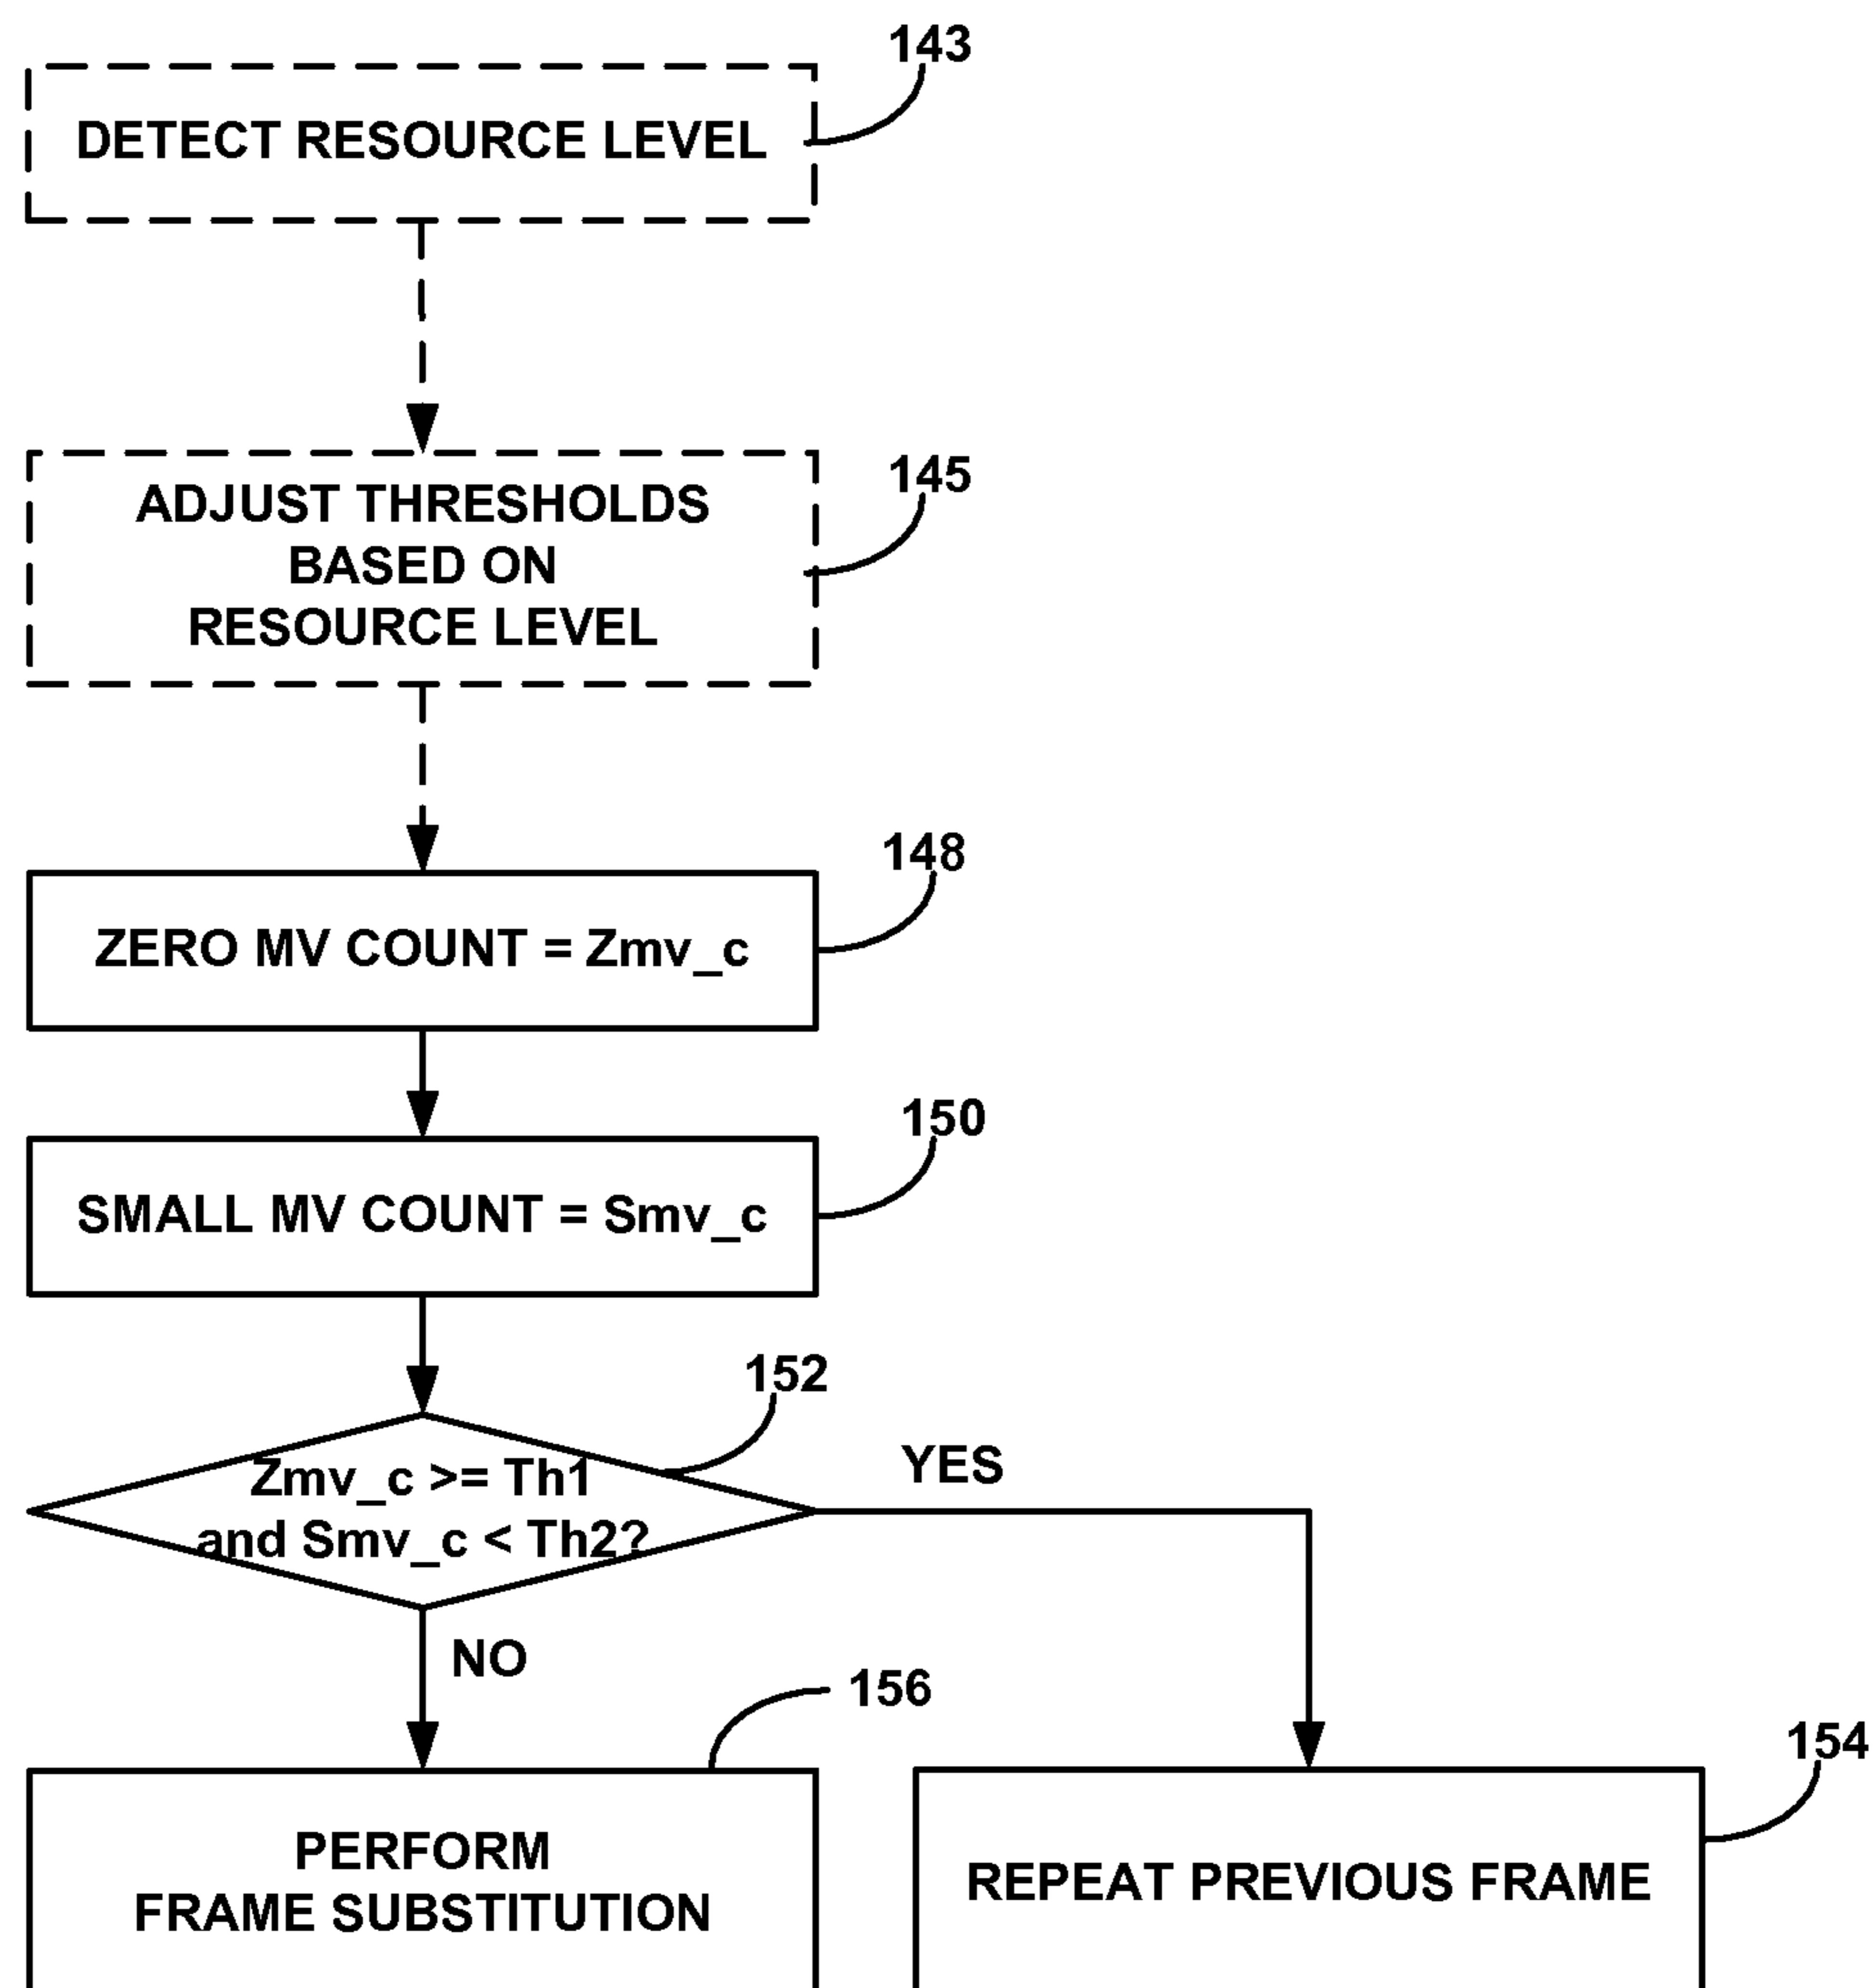 143
DETECT RESOURCE LEVEL
145
ADJUST THRESHOLDS
BASED ON
RESOURCE LEVEL
148
ZERO MV COUNT = Zmv_c
150
SMALL MV COUNT = Smv_c
152
Zmv_c >= Th1
and Smv_c < Th2?
YES
NO
156
154
PERFORM
FRAME SUBSTITUTION
REPEAT PREVIOUS FRAME